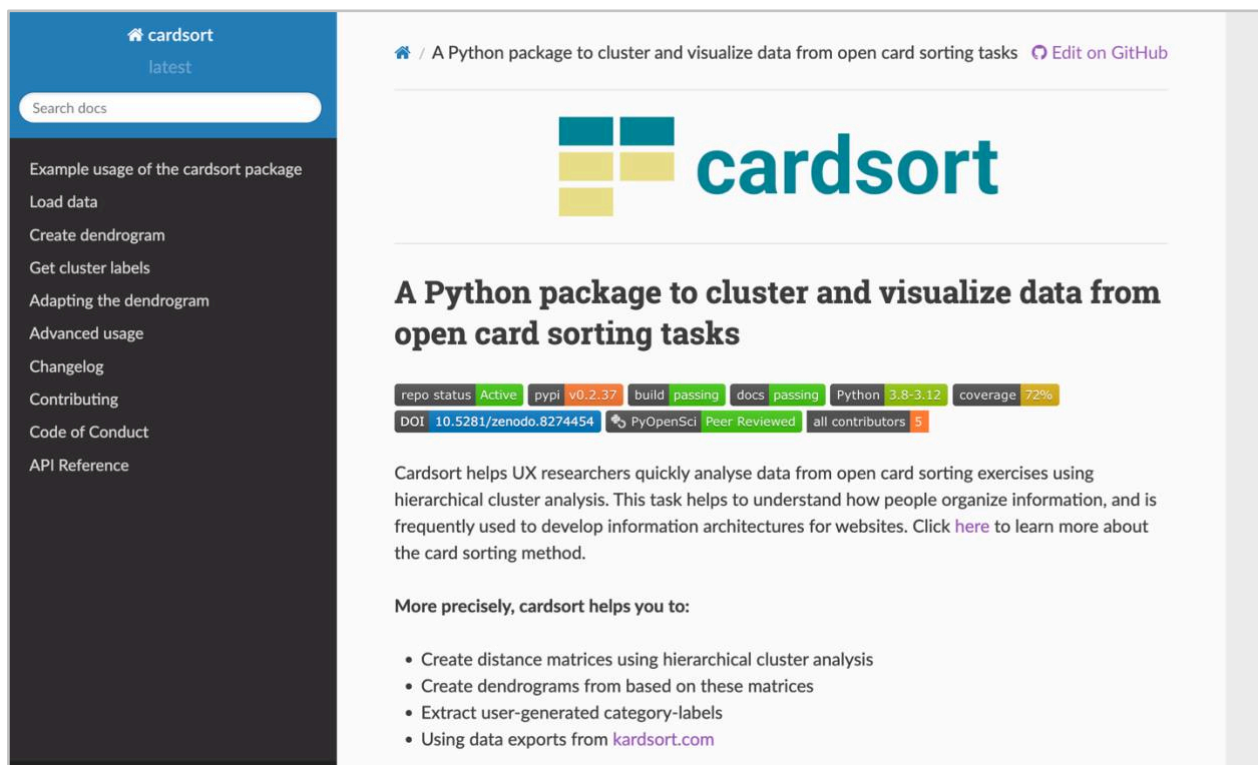 cardsort
latest
Search docs
Example usage of the cardsort package
Load data
Create dendrogram
Get cluster labels
Adapting the dendrogram
Advanced usage
Changelog
Contributing
Code of Conduct
API Reference
/ A Python package to cluster and visualize data from open card sorting tasks Edit on GitHub
cardsort
A Python package to cluster and visualize data from
open card sorting tasks
repo status Active pypi v0.2.37 build passing docs passing Python 3.8-3.12 coverage 72%
DOI 10.5281/zenodo.8274454 PyOpenSci Peer Reviewed all contributors 5
Cardsort helps UX researchers quickly analyse data from open card sorting exercises using
hierarchical cluster analysis. This task helps to understand how people organize information, and is
frequently used to develop information architectures for websites. Click here to learn more about
the card sorting method.
More precisely, cardsort helps you to:
• Create distance matrices using hierarchical cluster analysis
• Create dendrograms from based on these matrices
• Extract user-generated category-labels
• Using data exports from kardsort.com